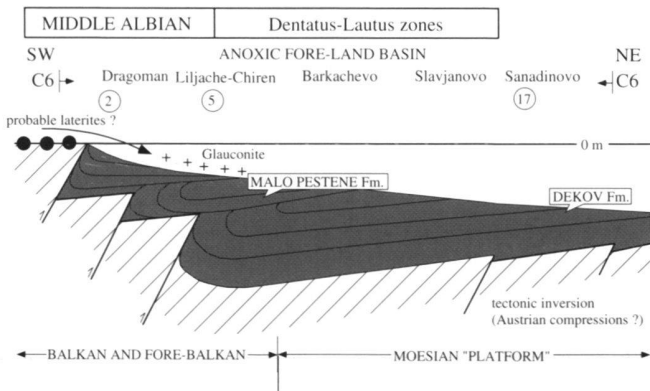 MIDDLE ALBIAN Dentatus-Lautus zones
SW ANOXIC FORE-LAND BASIN NE
C6 Dragoman Liljache-Chiren Barkachevo Slavjanovo Sanadinovo C6
2 5 17
probable laterites ?
0 m
Glauconite
MALO PESTENE Fm.
DEKOV Fm.
tectonic inversion
(Austrian compressions ?)
BALKAN AND FORE-BALKAN MOESIAN "PLATFORM"